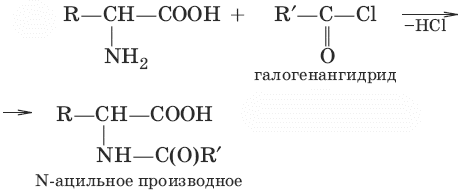 R—CH—COOH + R′—C—Cl
−HCl
NH₂ O
галогенангидрид
R—CH—COOH
NH—C(O)R′
N-ацильное производное